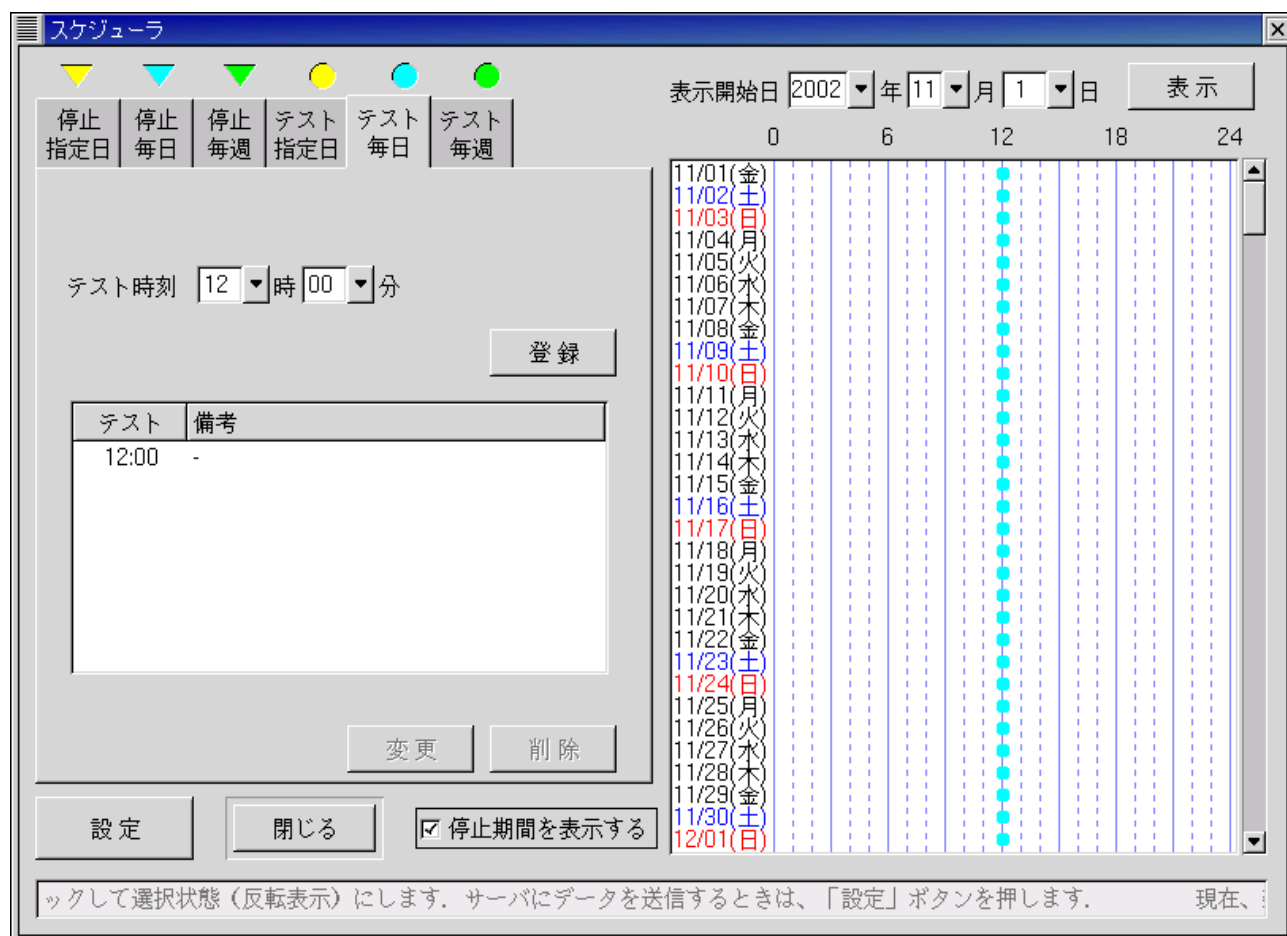 スケジューラ
表示開始日 2002 年 11 月 1 日 表示
停止 停止 停止 テスト テスト テスト
指定日 毎日 毎週 指定日 毎日 毎週
0 6 12 18 24
テスト時刻 12 時 00 分
登録
テスト 備考
12:00 -
変更 削除
設定 閉じる 停止期間を表示する
11/01(金)
11/02(土)
11/03(日)
11/04(月)
11/05(火)
11/06(水)
11/07(木)
11/08(金)
11/09(土)
11/10(日)
11/11(月)
11/12(火)
11/13(水)
11/14(木)
11/15(金)
11/16(土)
11/17(日)
11/18(月)
11/19(火)
11/20(水)
11/21(木)
11/22(金)
11/23(土)
11/24(日)
11/25(月)
11/26(火)
11/27(水)
11/28(木)
11/29(金)
11/30(土)
12/01(日)
ックして選択状態（反転表示）にします．サーバにデータを送信するときは、「設定」ボタンを押します． 現在、